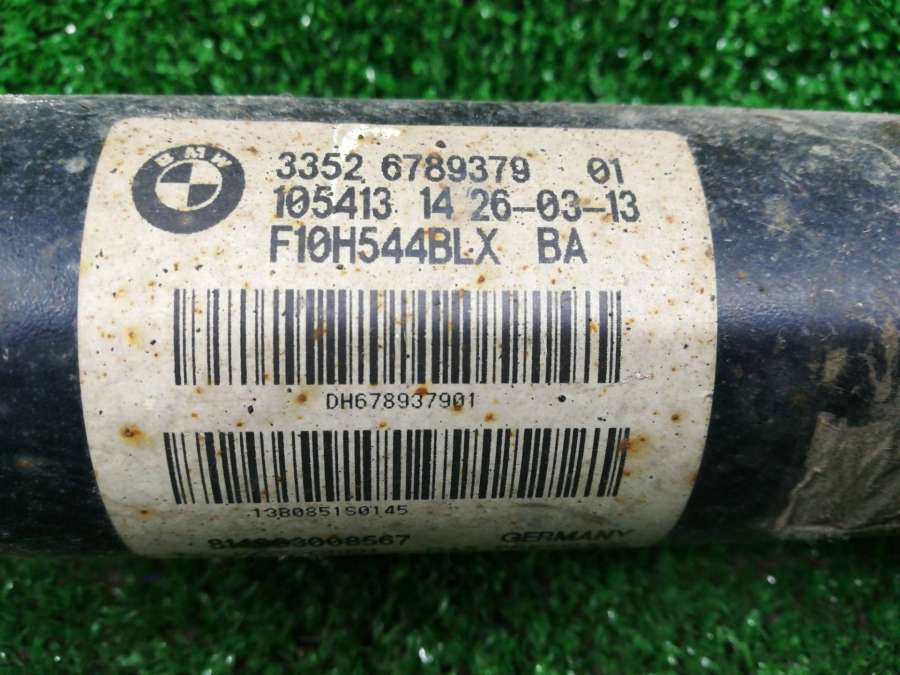 BMW
3352 6789379 01
105413 14 26-03-13
F10H544BLX BA
DH678937901
13B0851S0145
GERMANY